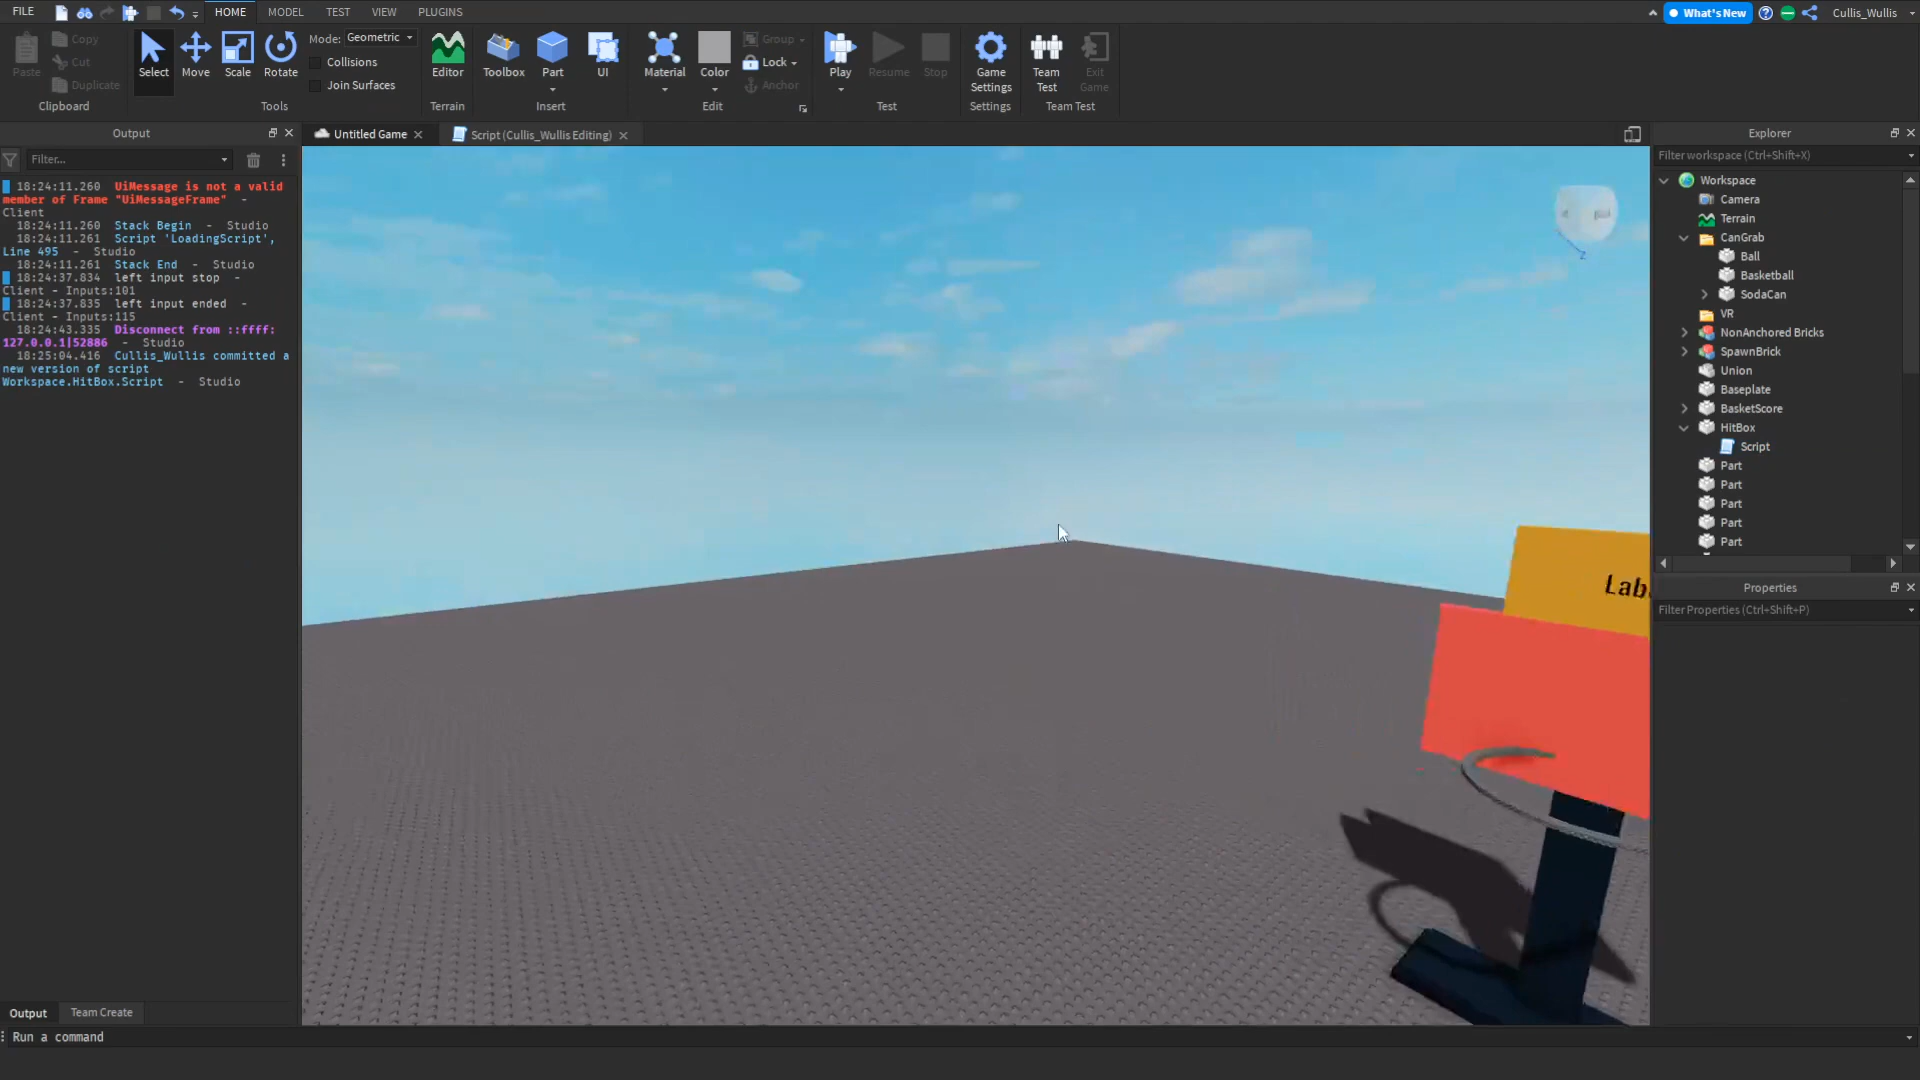 FILE
HOME
MODEL
TEST
VIEW
PLUGINS
What's New
Cullis_Wullis
Paste
Copy
Cut
Duplicate
Clipboard
Select
Move
Scale
Rotate
Mode: Geometric
Collisions
Join Surfaces
Tools
Editor
Terrain
Toolbox
Part
UI
Insert
Material
Color
Group
Lock
Anchor
Edit
Play
Resume
Stop
Test
Game
Settings
Settings
Team
Test
Exit
Game
Team Test
Output
Filter...
18:24:11.260 UiMessage is not a valid
member of Frame "UiMessageFrame" -
Client
18:24:11.260 Stack Begin - Studio
18:24:11.261 Script 'LoadingScript',
Line 495 - Studio
18:24:11.261 Stack End - Studio
18:24:37.834 left input stop -
Client - Inputs:101
18:24:37.835 left input ended -
Client - Inputs:115
18:24:43.335 Disconnect from ::ffff:
127.0.0.1|52886 - Studio
18:25:04.416 Cullis_Wullis committed a
new version of script
Workspace.HitBox.Script - Studio
Output
Team Create
Run a command
Untitled Game
Script (Cullis_Wullis Editing)
Z
Lab
Explorer
Filter workspace (Ctrl+Shift+X)
Workspace
Camera
Terrain
CanGrab
Ball
Basketball
SodaCan
VR
NonAnchored Bricks
SpawnBrick
Union
Baseplate
BasketScore
HitBox
Script
Part
Part
Part
Part
Part
Properties
Filter Properties (Ctrl+Shift+P)